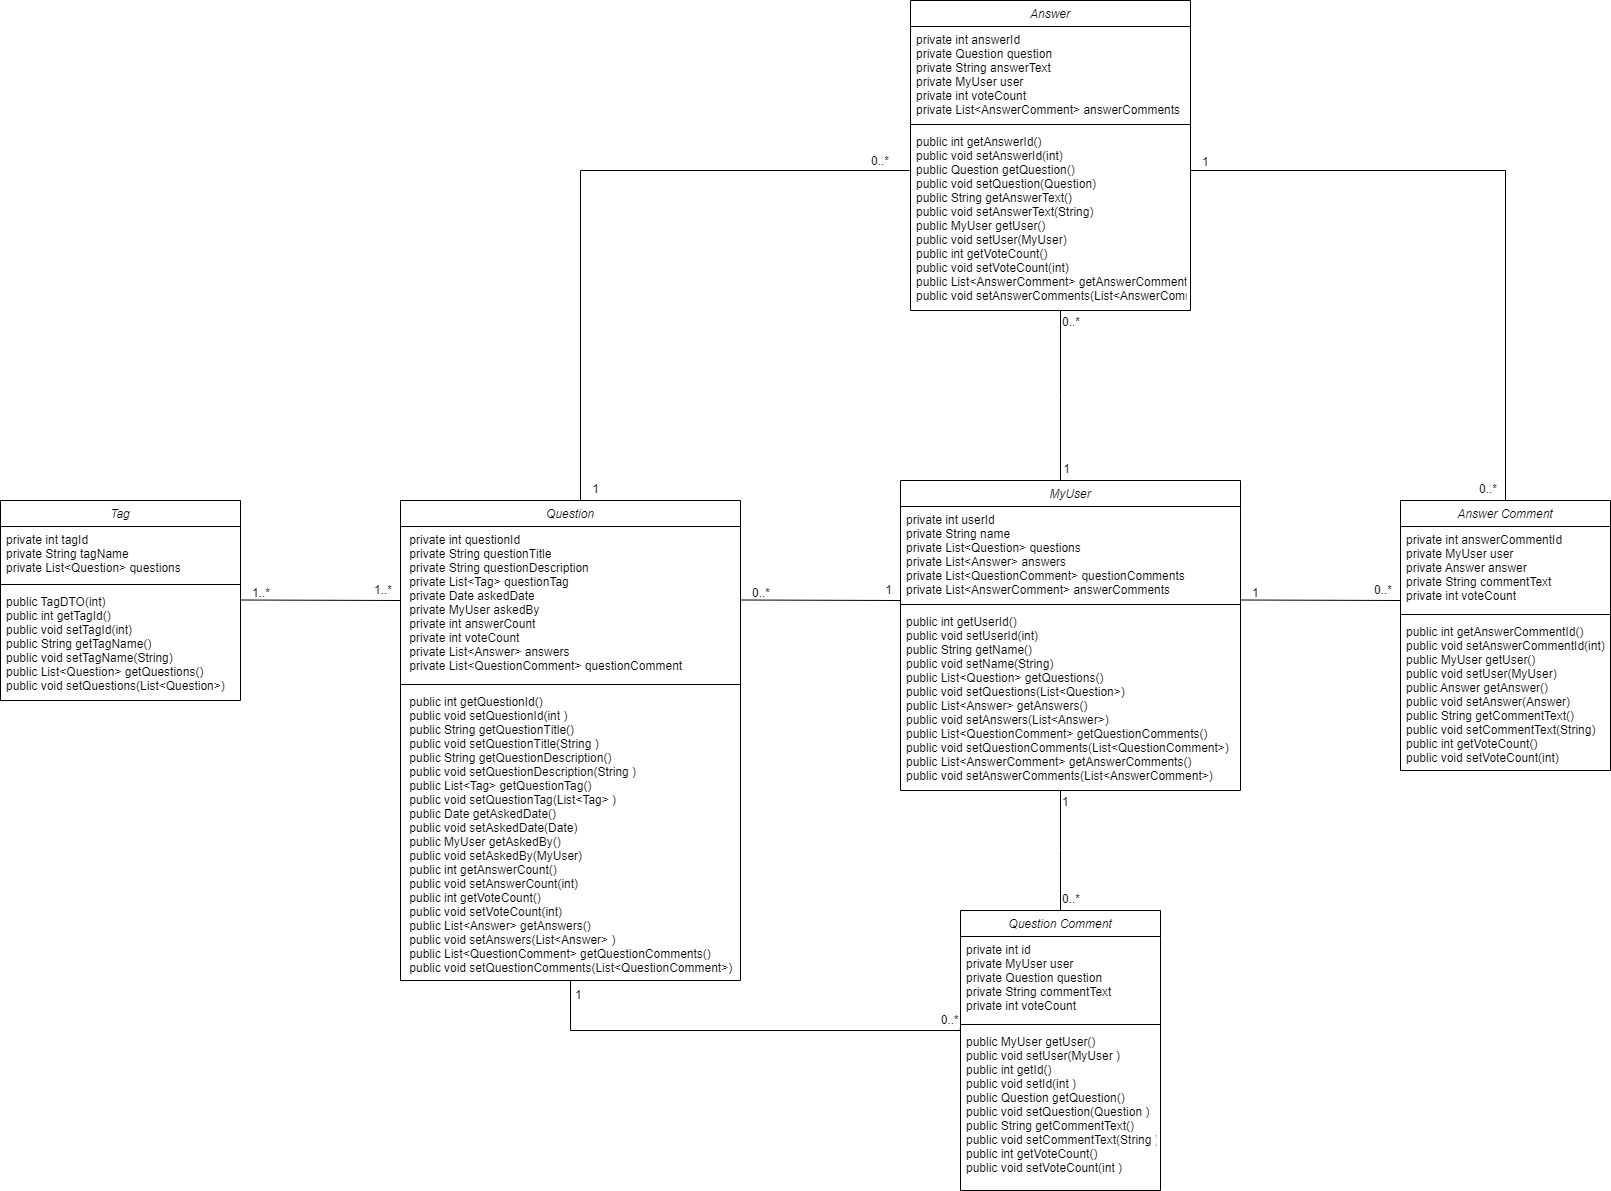 Answer
private int answerId
private Question question
private String answerText
private MyUser user
private int voteCount
private List<AnswerComment> answerComments
public int getAnswerId()
public void setAnswerId(int)
public Question getQuestion()
public void setQuestion(Question)
public String getAnswerText()
public void setAnswerText(String)
public MyUser getUser()
public void setUser(MyUser)
public int getVoteCount()
public void setVoteCount(int)
public List<AnswerComment> getAnswerComment
public void setAnswerComments(List<AnswerCom
0..*
1
0..*
1
1
0..*
Tag
private int tagId
private String tagName
private List<Question> questions
public TagDTO(int)
public int getTagId()
public void setTagId(int)
public String getTagName()
public void setTagName(String)
public List<Question> getQuestions()
public void setQuestions(List<Question>)
1..*
1..*
Question
private int questionId
private String questionTitle
private String questionDescription
private List<Tag> questionTag
private Date askedDate
private MyUser askedBy
private int answerCount
private int voteCount
private List<Answer> answers
private List<QuestionComment> questionComment
public int getQuestionId()
public void setQuestionId(int )
public String getQuestionTitle()
public void setQuestionTitle(String )
public String getQuestionDescription()
public void setQuestionDescription(String )
public List<Tag> getQuestionTag()
public void setQuestionTag(List<Tag> )
public Date getAskedDate()
public void setAskedDate(Date)
public MyUser getAskedBy()
public void setAskedBy(MyUser)
public int getAnswerCount()
public void setAnswerCount(int)
public int getVoteCount()
public void setVoteCount(int)
public List<Answer> getAnswers()
public void setAnswers(List<Answer> )
public List<QuestionComment> getQuestionComments()
public void setQuestionComments(List<QuestionComment>)
0..*
1
MyUser
private int userId
private String name
private List<Question> questions
private List<Answer> answers
private List<QuestionComment> questionComments
private List<AnswerComment> answerComments
public int getUserId()
public void setUserId(int)
public String getName()
public void setName(String)
public List<Question> getQuestions()
public void setQuestions(List<Question>)
public List<Answer> getAnswers()
public void setAnswers(List<Answer>)
public List<QuestionComment> getQuestionComments()
public void setQuestionComments(List<QuestionComment>)
public List<AnswerComment> getAnswerComments()
public void setAnswerComments(List<AnswerComment>)
1
0..*
Answer Comment
private int answerCommentId
private MyUser user
private Answer answer
private String commentText
private int voteCount
public int getAnswerCommentId()
public void setAnswerCommentId(int)
public MyUser getUser()
public void setUser(MyUser)
public Answer getAnswer()
public void setAnswer(Answer)
public String getCommentText()
public void setCommentText(String)
public int getVoteCount()
public void setVoteCount(int)
1
0..*
1
0..*
Question Comment
private int id
private MyUser user
private Question question
private String commentText
private int voteCount
public MyUser getUser()
public void setUser(MyUser )
public int getId()
public void setId(int )
public Question getQuestion()
public void setQuestion(Question )
public String getCommentText()
public void setCommentText(String
public int getVoteCount()
public void setVoteCount(int )